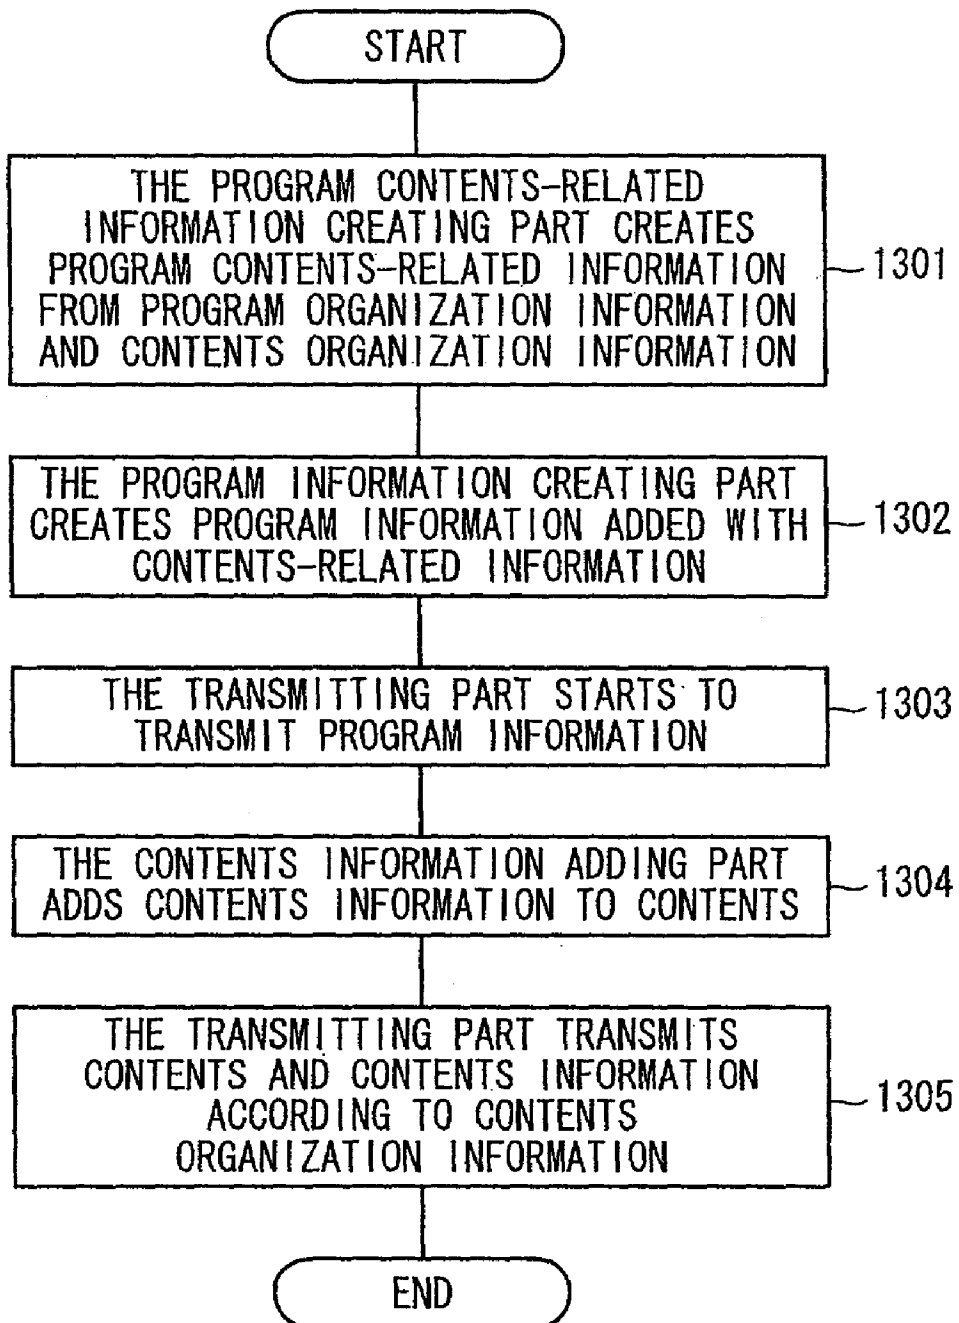 START
THE PROGRAM CONTENTS-RELATED
INFORMATION CREATING PART CREATES
PROGRAM CONTENTS-RELATED INFORMATION
FROM PROGRAM ORGANIZATION INFORMATION
AND CONTENTS ORGANIZATION INFORMATION
1301
THE PROGRAM INFORMATION CREATING PART
CREATES PROGRAM INFORMATION ADDED WITH
CONTENTS-RELATED INFORMATION
1302
THE TRANSMITTING PART STARTS TO
TRANSMIT PROGRAM INFORMATION
1303
THE CONTENTS INFORMATION ADDING PART
ADDS CONTENTS INFORMATION TO CONTENTS
1304
THE TRANSMITTING PART TRANSMITS
CONTENTS AND CONTENTS INFORMATION
ACCORDING TO CONTENTS
ORGANIZATION INFORMATION
1305
END